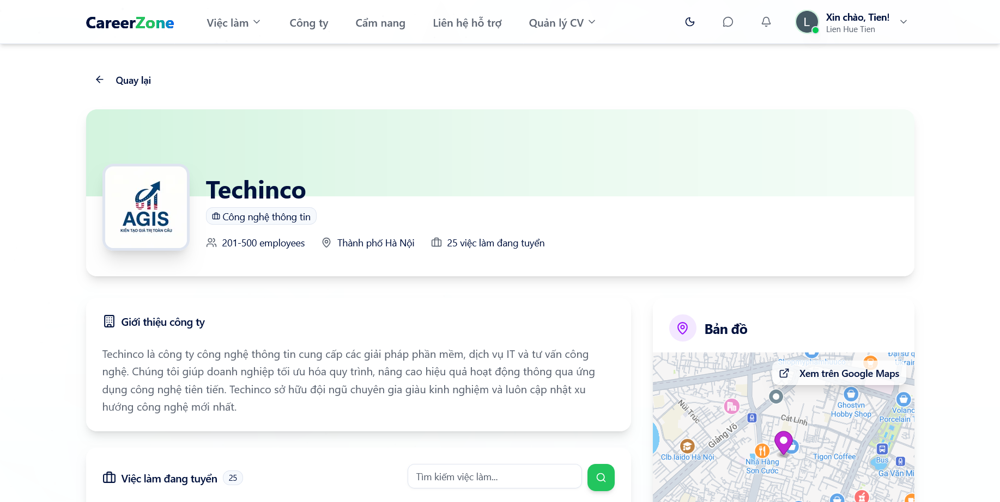 CareerZone
Việc làm
Công ty
Cẩm nang
Liên hệ hỗ trợ
Quản lý CV
L
Xin chào, Tien!
Lien Hue Tien
Quay lại
AGIS
KIẾN TẠO GIÁ TRỊ TOÀN CẦU
Techinco
Công nghệ thông tin
201-500 employees
Thành phố Hà Nội
25 việc làm đang tuyển
Giới thiệu công ty
Techinco là công ty công nghệ thông tin cung cấp các giải pháp phần mềm, dịch vụ IT và tư vấn công
nghệ. Chúng tôi giúp doanh nghiệp tối ưu hóa quy trình, nâng cao hiệu quả hoạt động thông qua ứng
dụng công nghệ tiên tiến. Techinco sở hữu đội ngũ chuyên gia giàu kinh nghiệm và luôn cập nhật xu
hướng công nghệ mới nhất.
Việc làm đang tuyển
25
Tìm kiếm việc làm...
Bản đồ
Xem trên Google Maps
Núi Trúc
Giảng Võ
Cát Linh
Ghostvn
Hobby Shop
Volano
Porcelain
Clb Iaido Hà Nội
Nhà Hàng
Sơn Cước
Tigon Coffee
Bus
Ga Văn Mi